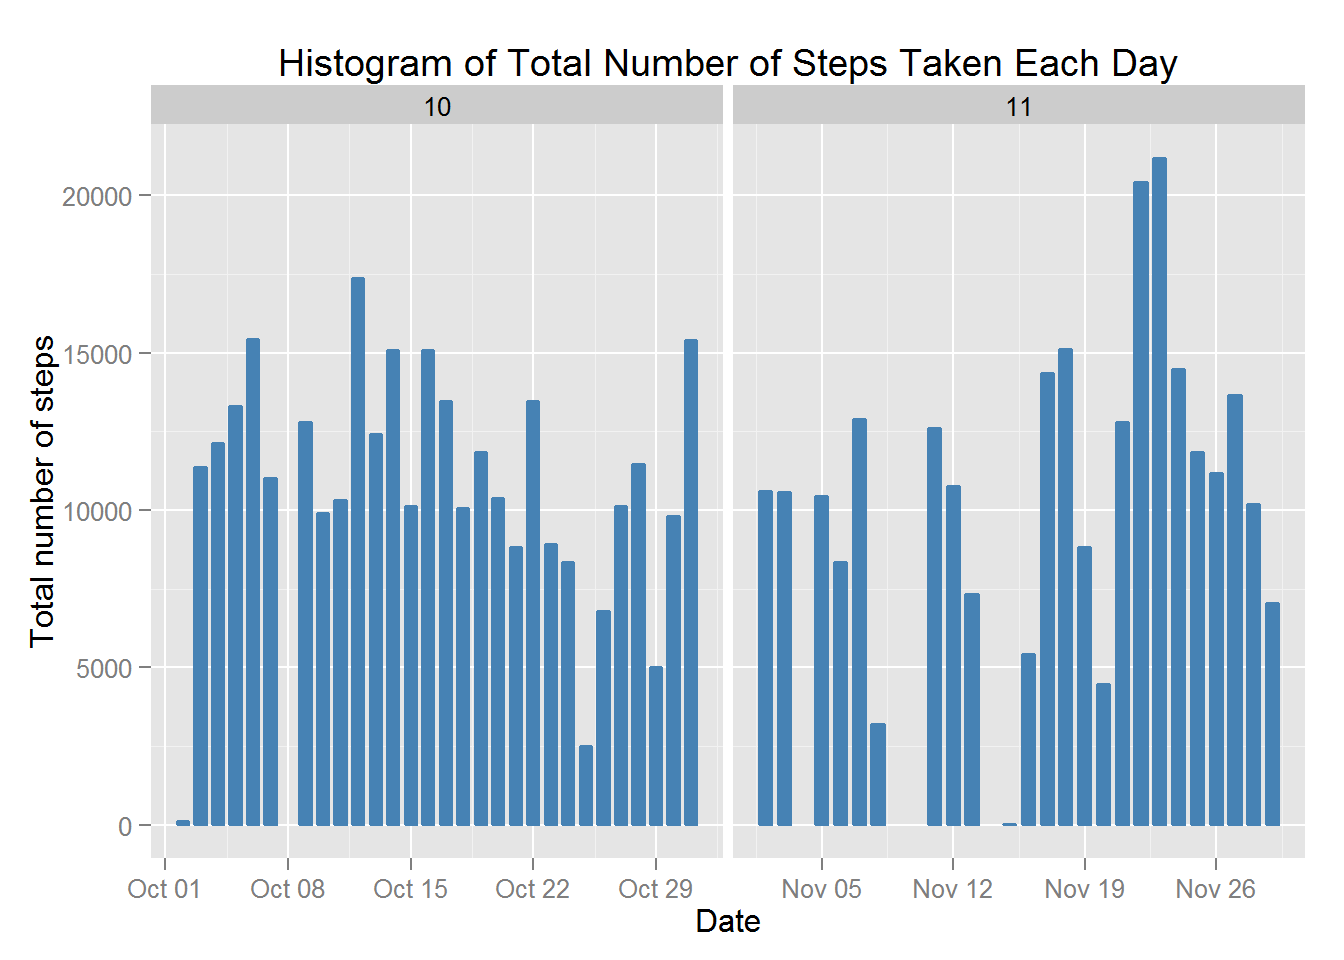 Histogram of Total Number of Steps Taken Each Day
10
11
Total number of steps
20000
15000
10000
5000
0
Oct 01
Oct 08
Oct 15
Oct 22
Oct 29
Nov 05
Nov 12
Nov 19
Nov 26
Date